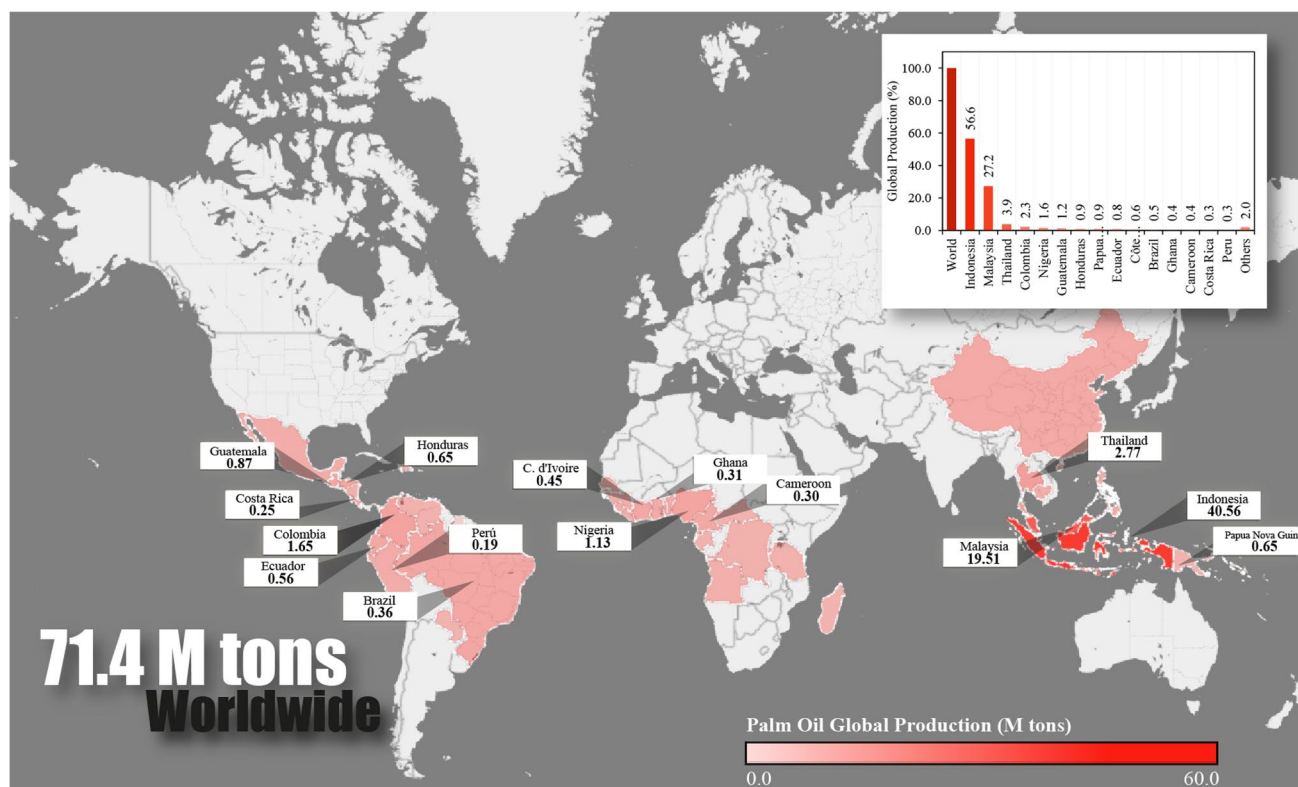 Global Production (%)
100.0
80.0
60.0
40.0
20.0
0.0
56.6
27.2
3.9
2.3
1.6
1.2
0.9
0.9
0.8
0.6
0.5
0.4
0.4
0.3
0.3
2.0
World
Indonesia
Malaysia
Thailand
Colombia
Nigeria
Guatemala
Honduras
Papua…
Ecuador
Côte…
Brazil
Ghana
Cameroon
Costa Rica
Peru
Others
Guatemala
0.87
Honduras
0.65
Costa Rica
0.25
Colombia
1.65
Ecuador
0.56
Perú
0.19
Brazil
0.36
C. d'Ivoire
0.45
Ghana
0.31
Cameroon
0.30
Nigeria
1.13
Thailand
2.77
Indonesia
40.56
Malaysia
19.51
Papua Nova Guin
0.65
71.4 M tons
Worldwide
Palm Oil Global Production (M tons)
0.0
60.0